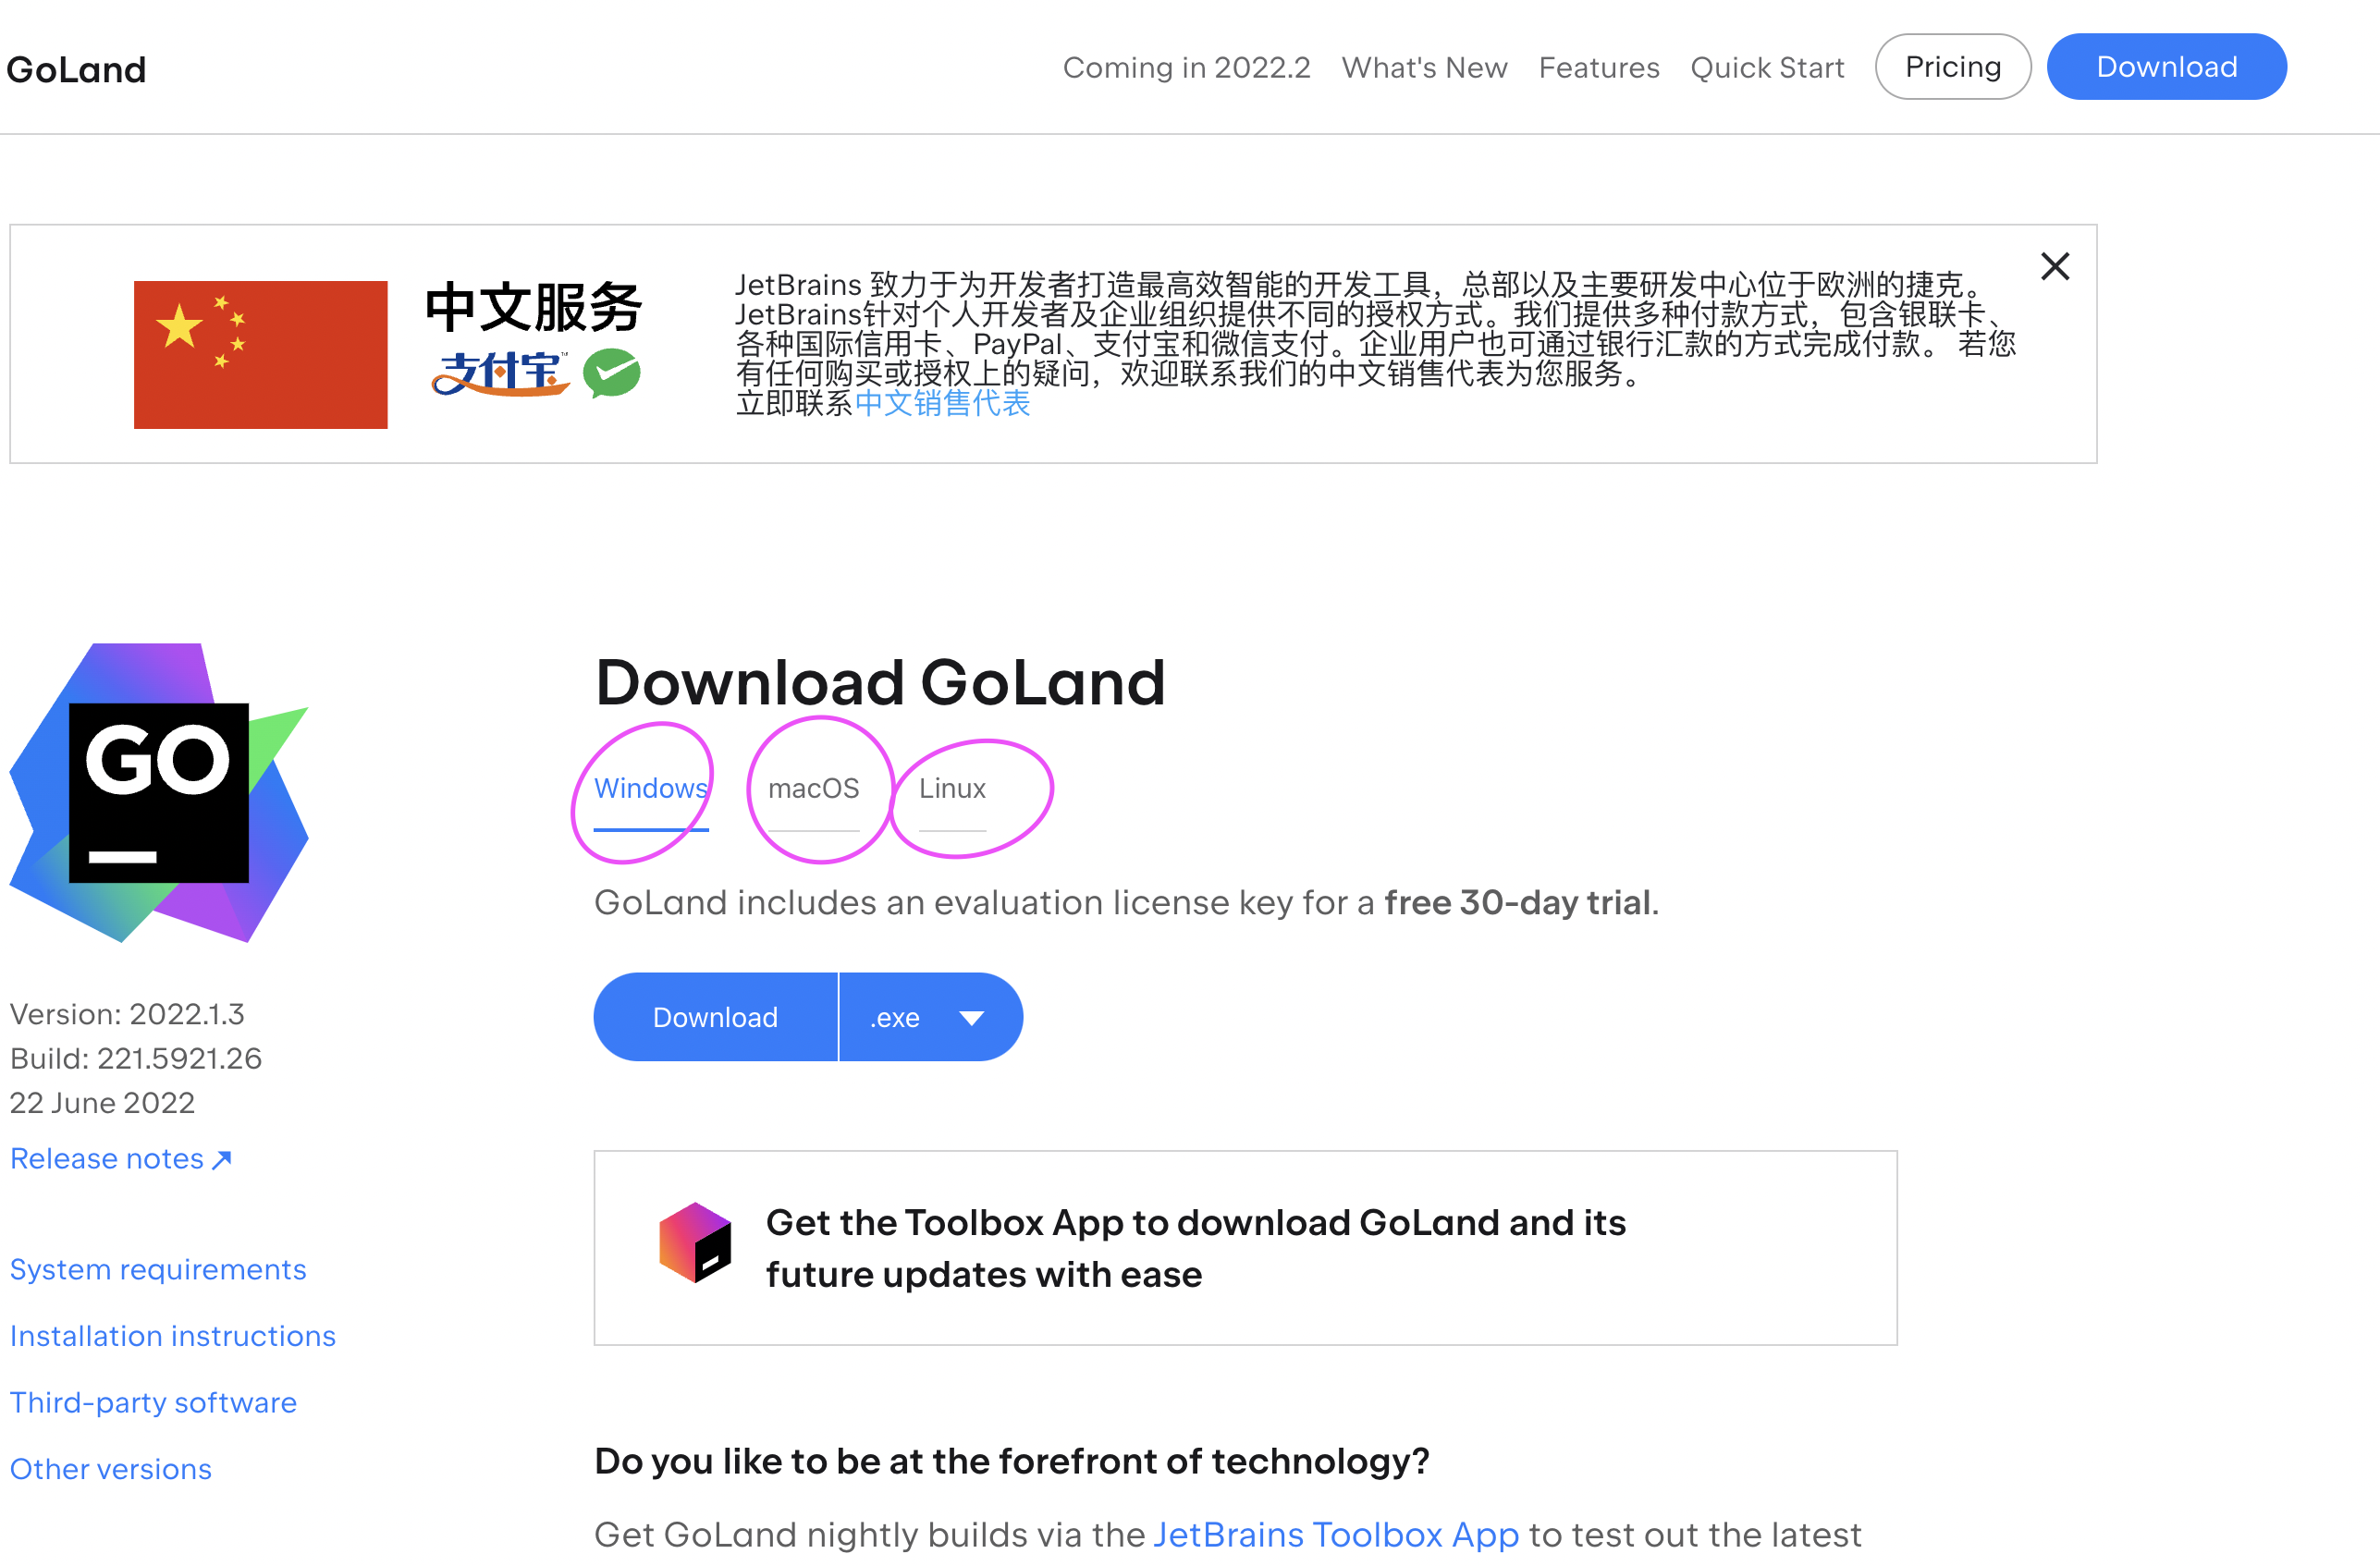 GoLand
Coming in 2022.2 What's New Features Quick Start Pricing Download
中文服务
支付宝™
JetBrains 致力于为开发者打造最高效智能的开发工具，总部以及主要研发中心位于欧洲的捷克。
JetBrains针对个人开发者及企业组织提供不同的授权方式。我们提供多种付款方式，包含银联卡、
各种国际信用卡、PayPal、支付宝和微信支付。企业用户也可通过银行汇款的方式完成付款。 若您
有任何购买或授权上的疑问，欢迎联系我们的中文销售代表为您服务。
立即联系中文销售代表
GO
Version: 2022.1.3
Build: 221.5921.26
22 June 2022
Release notes
System requirements
Installation instructions
Third-party software
Other versions
Download GoLand
Windows macOS Linux
GoLand includes an evaluation license key for a free 30-day trial.
Download .exe
Get the Toolbox App to download GoLand and its
future updates with ease
Do you like to be at the forefront of technology?
Get GoLand nightly builds via the JetBrains Toolbox App to test out the latest